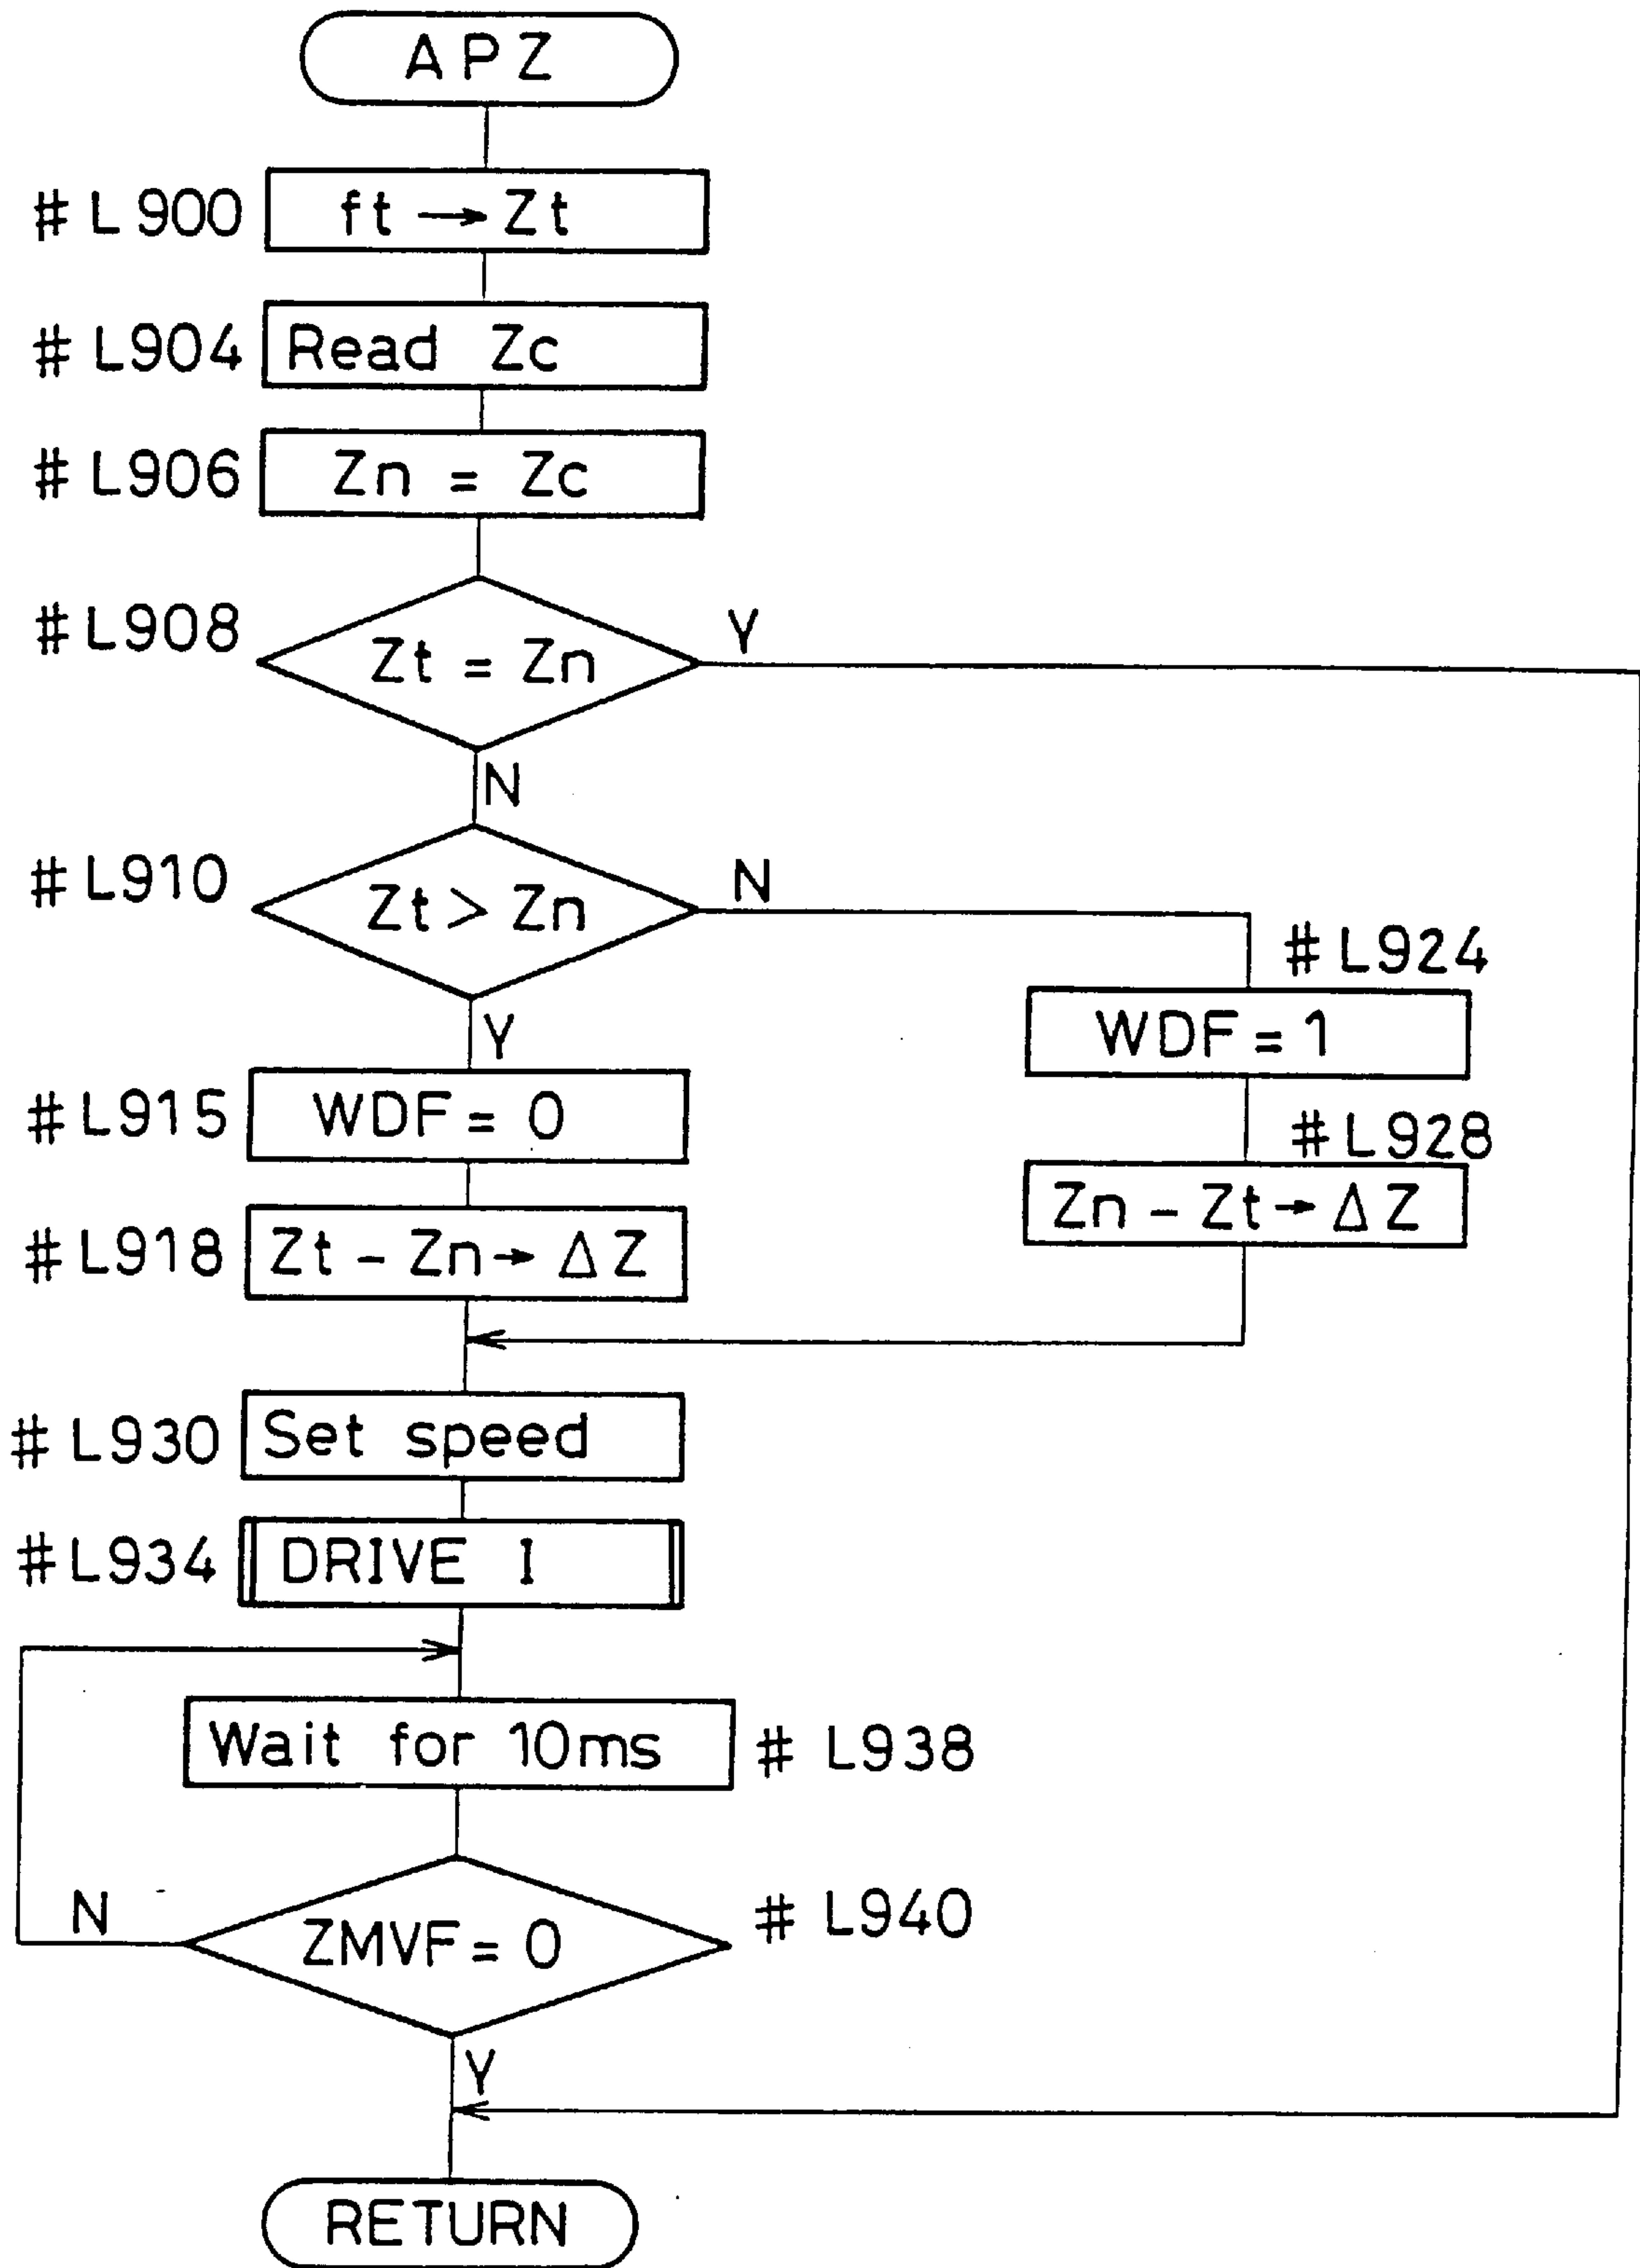 APZ
#L900 ft→Zt
#L904 Read Zc
#L906 Zn = Zc
#L908
Zt = Zn
Y
N
#L910
Zt > Zn
N
#L924
WDF = 1
Y
#L915 WDF = 0
#L928
Zn - Zt → ΔZ
#L918 Zt - Zn → ΔZ
#L930 Set speed
#L934 DRIVE I
Wait for 10ms #L938
N
ZMVF = 0
#L940
Y
RETURN